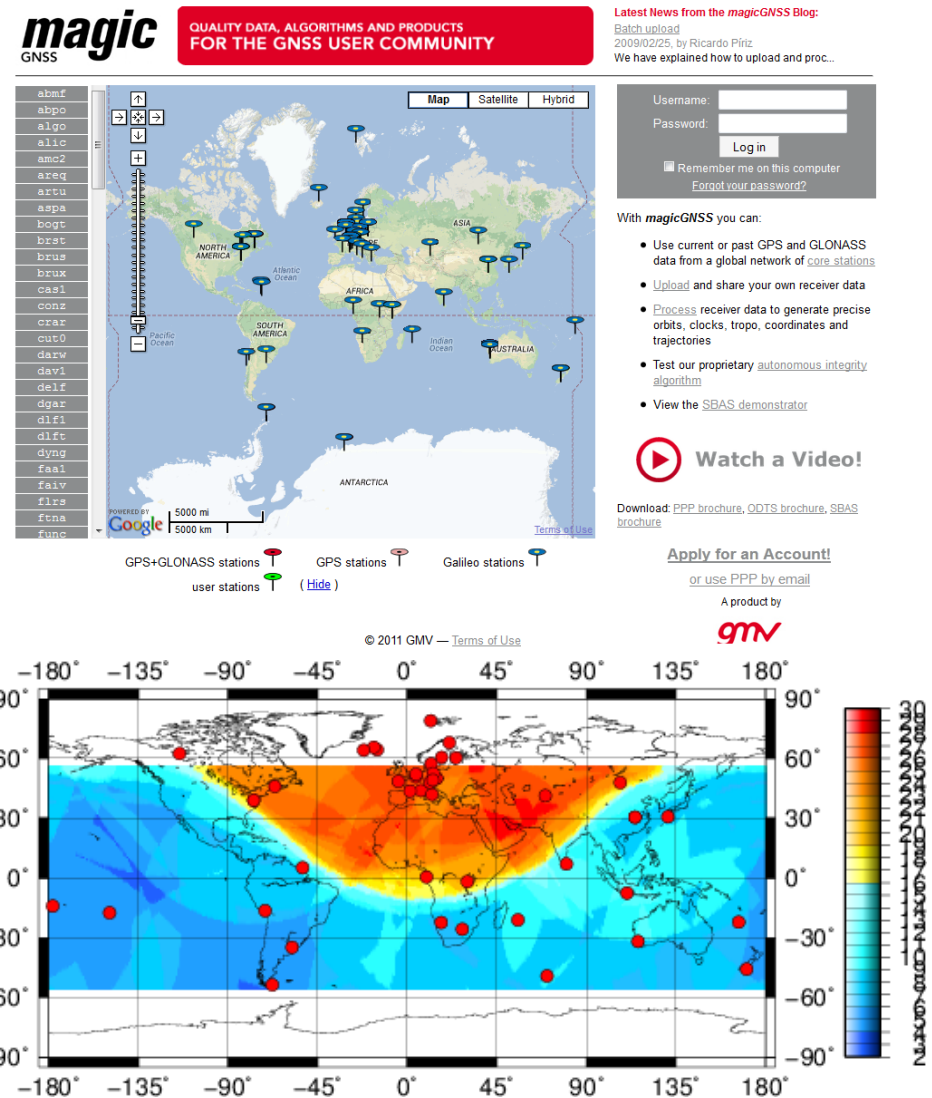 magic
GNSS
QUALITY DATA, ALGORITHMS AND PRODUCTS
FOR THE GNSS USER COMMUNITY
Latest News from the magicGNSS Blog:
Batch upload
2009/02/25, by Ricardo Píriz
We have explained how to upload and proc...
abmf
abpo
algo
alic
amc2
areq
artu
aspa
bogt
brst
brus
brux
cas1
conz
crar
cut0
darw
dav1
delf
dgar
dlf1
dlft
dyng
faa1
faiv
flrs
ftna
func
Map
Satellite
Hybrid
NORTH
AMERICA
Atlantic
Ocean
ASIA
AFRICA
Pacific
Ocean
SOUTH
AMERICA
Indian
Ocean
AUSTRALIA
ANTARCTICA
POWERED BY
Google
5000 mi
5000 km
Terms of Use
Username:
Password:
Log in
Remember me on this computer
Forgot your password?
With magicGNSS you can:
Use current or past GPS and GLONASS
data from a global network of core stations
Upload and share your own receiver data
Process receiver data to generate precise
orbits, clocks, tropo, coordinates and
trajectories
Test our proprietary autonomous integrity
algorithm
View the SBAS demonstrator
Watch a Video!
Download: PPP brochure, ODTS brochure, SBAS
brochure
GPS+GLONASS stations
GPS stations
Galileo stations
user stations
( Hide )
Apply for an Account!
or use PPP by email
A product by
gmv
© 2011 GMV — Terms of Use
−180° −135° −90° −45° 0° 45° 90° 135° 180°
90° 90°
60° 60°
30° 30°
0° 0°
−30° −30°
−60° −60°
−90° −90°
−180° −135° −90° −45° 0° 45° 90° 135° 180°
30
2